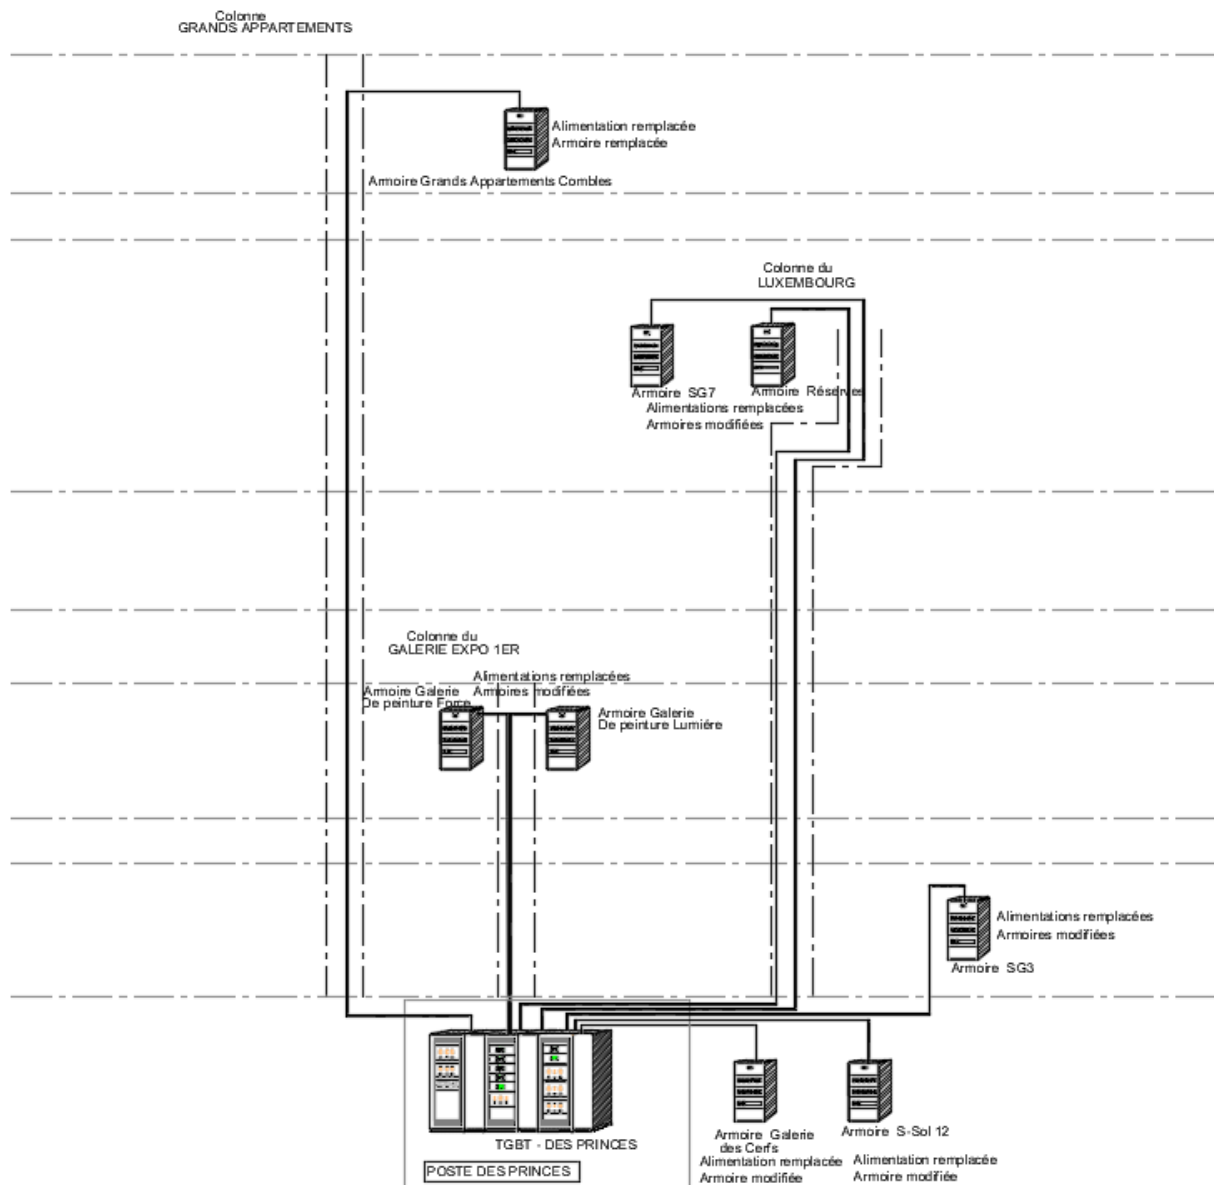 Colonne
GRANDS APPARTEMENTS
Alimentation remplacée
Armoire remplacée
Armoire Grands Appartements Combles
Colonne du
LUXEMBOURG
Armoire SG7
Armoire Réserves
Alimentations remplacées
Armoires modifiées
Colonne du
GALERIE EXPO 1ER
Alimentations remplacées
Armoires modifiées
Armoire Galerie
De peinture Force
Armoire Galerie
De peinture Lumiére
Alimentations remplacées
Armoires modifiées
Armoire SG3
TGBT - DES PRINCES
POSTE DES PRINCES
Armoire Galerie
des Cerfs
Alimentation remplacée
Armoire modifiée
Armoire S-Sol 12
Alimentation remplacée
Armoire modifiée